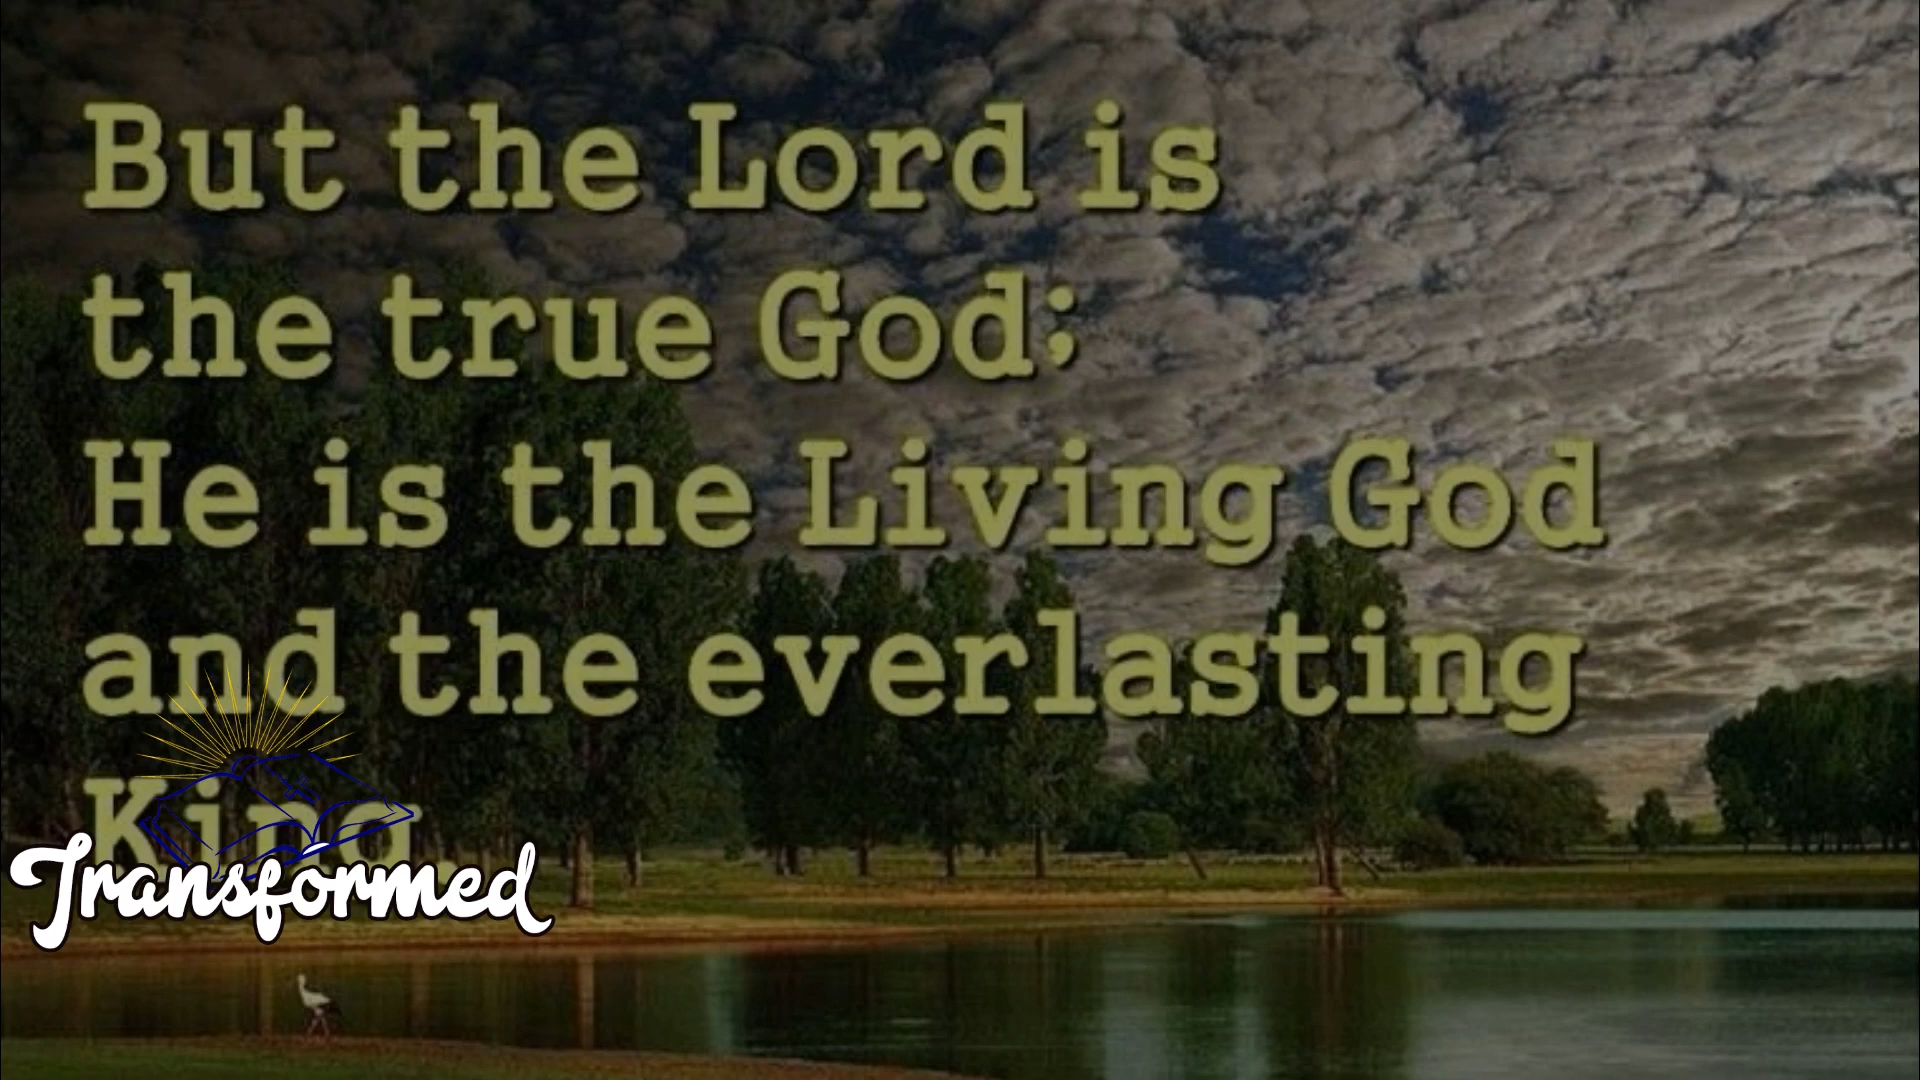 But the Lord is
the true God;
He is the Living God
and the everlasting
King.
Transformed